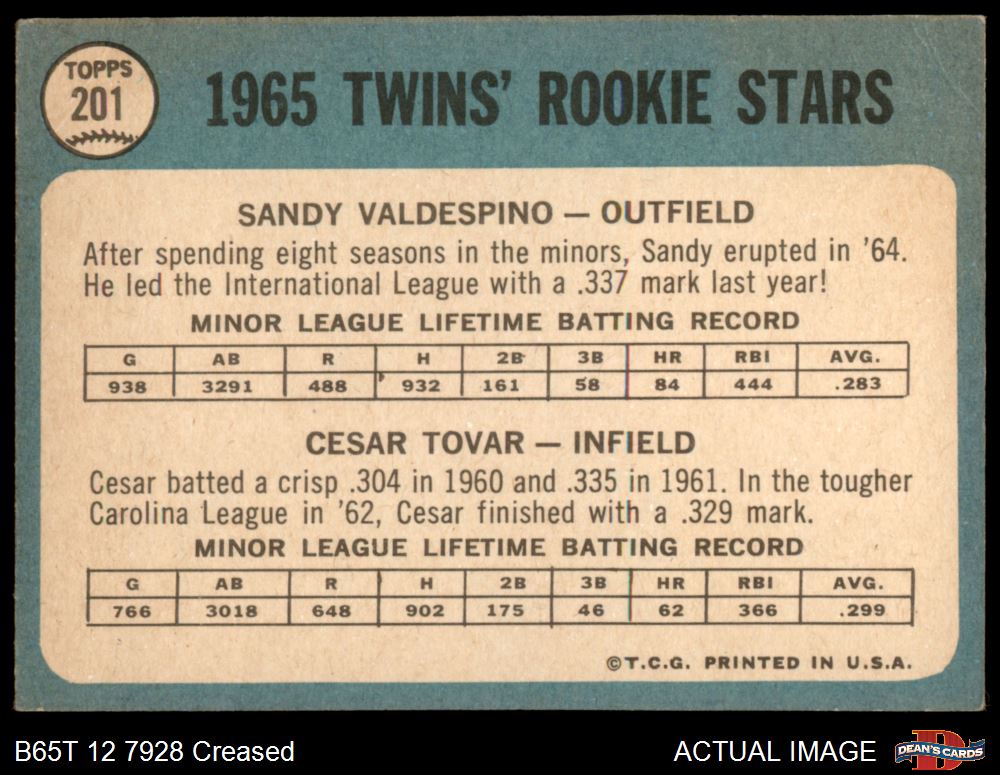 TOPPS
201
1965 TWINS' ROOKIE STARS
SANDY VALDESPINO — OUTFIELD
After spending eight seasons in the minors, Sandy erupted in '64.
He led the International League with a .337 mark last year!
MINOR LEAGUE LIFETIME BATTING RECORD
G AB R H 2B 3B HR RBI AVG.
938 3291 488 932 161 58 84 444 .283
CESAR TOVAR — INFIELD
Cesar batted a crisp .304 in 1960 and .335 in 1961. In the tougher
Carolina League in '62, Cesar finished with a .329 mark.
MINOR LEAGUE LIFETIME BATTING RECORD
G AB R H 2B 3B HR RBI AVG.
766 3018 648 902 175 46 62 366 .299
©T.C.G. PRINTED IN U.S.A.
B65T 12 7928 Creased
ACTUAL IMAGE
DEAN'S CARDS